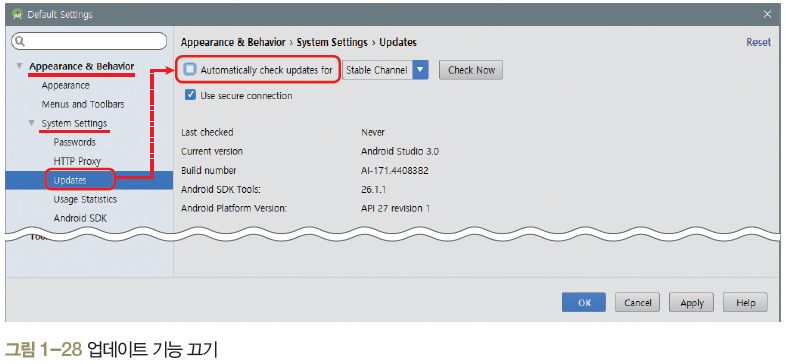 Default Settings
Appearance & Behavior › System Settings › Updates
Reset
Appearance & Behavior
Automatically check updates for
Stable Channel
Check Now
Appearance
Use secure connection
Menus and Toolbars
System Settings
Passwords
Last checked Never
HTTP Proxy
Current version Android Studio 3.0
Updates
Build number AI-171.4408382
Usage Statistics
Android SDK Tools: 26.1.1
Android SDK
Android Platform Version: API 27 revision 1
OK
Cancel
Apply
Help
그림 1-28 업데이트 기능 끄기